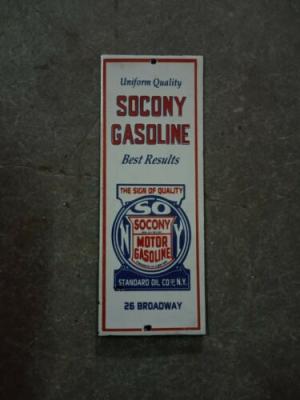 Uniform Quality
SOCONY
GASOLINE
Best Results
THE SIGN OF QUALITY
SO
N Y
SOCONY
MOTOR
GASOLINE
STANDARD OIL CO. OF N.Y.
26 BROADWAY